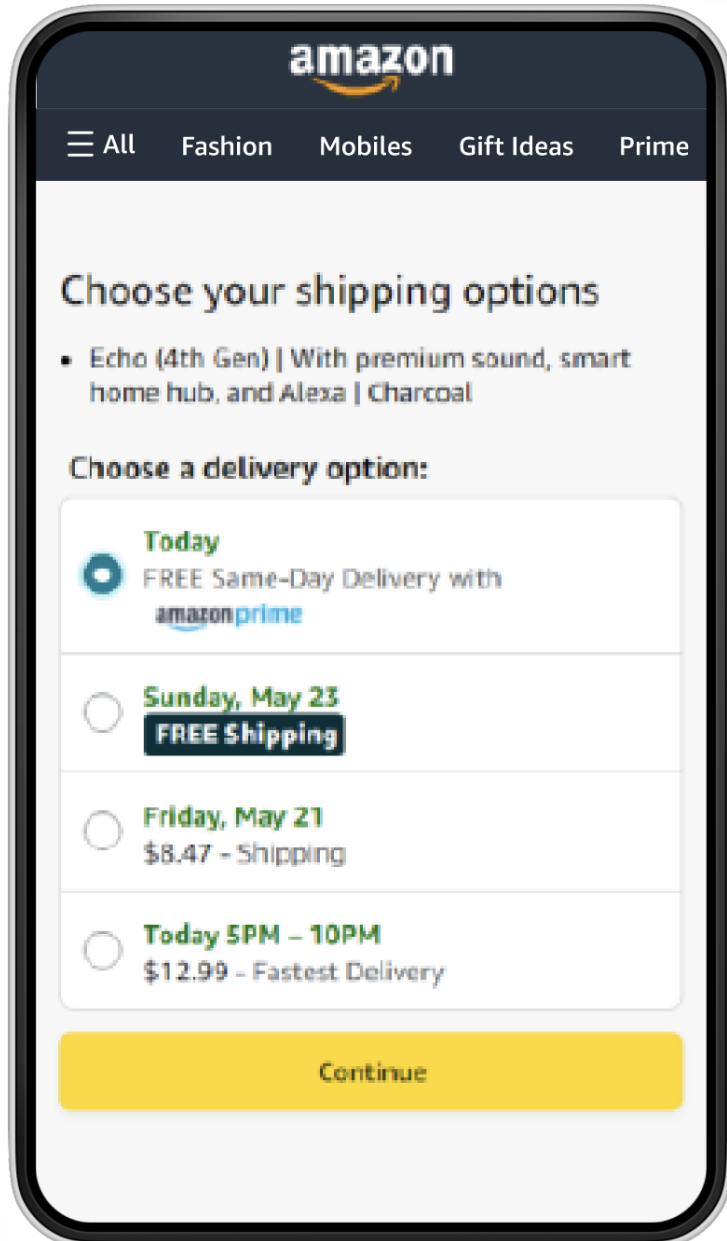 amazon
All Fashion Mobiles Gift Ideas Prime
Choose your shipping options
• Echo (4th Gen) | With premium sound, smart
home hub, and Alexa | Charcoal
Choose a delivery option:
Today
FREE Same-Day Delivery with
amazon prime
Sunday, May 23
FREE Shipping
Friday, May 21
$8.47 - Shipping
Today 5PM – 10PM
$12.99 - Fastest Delivery
Continue